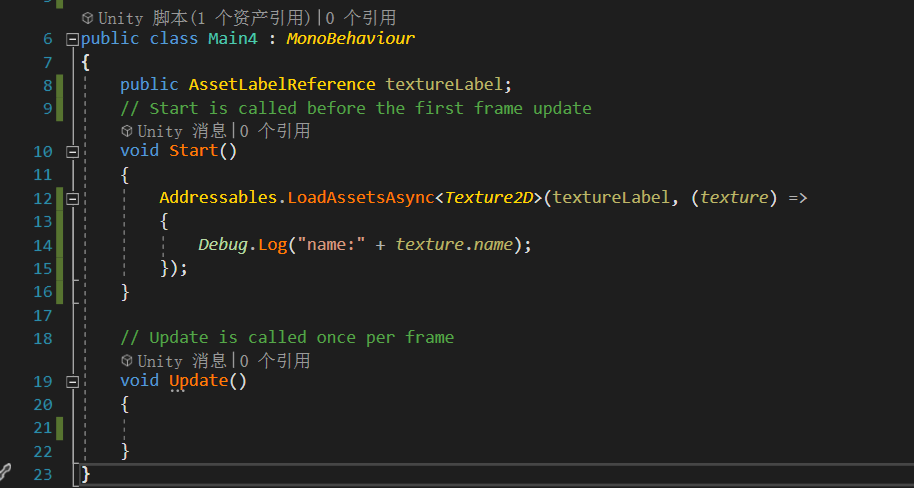 Unity 脚本(1 个资产引用)|0 个引用
6 public class Main4 : MonoBehaviour
7 {
8 public AssetLabelReference textureLabel;
9 // Start is called before the first frame update
Unity 消息|0 个引用
10 void Start()
11 {
12 Addressables.LoadAssetsAsync<Texture2D>(textureLabel, (texture) =>
13 {
14 Debug.Log("name:" + texture.name);
15 });
16 }
17
18 // Update is called once per frame
Unity 消息|0 个引用
19 void Update()
20 {
21
22 }
23 }